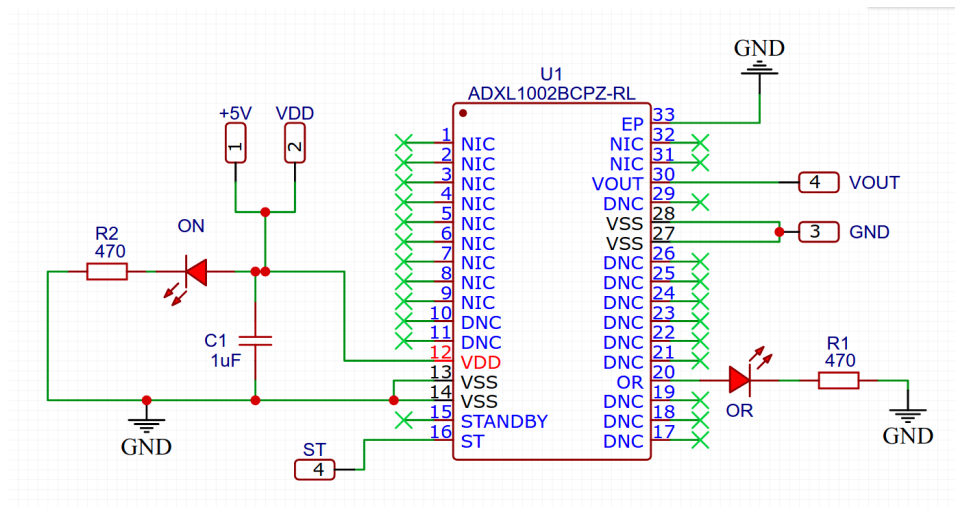 GND
U1
ADXL1002BCPZ-RL
+5V
VDD
1
2
ON
R2
470
C1
1uF
GND
ST
4
1 NIC
2 NIC
3 NIC
4 NIC
5 NIC
6 NIC
7 NIC
8 NIC
9 NIC
10 DNC
11 DNC
12 VDD
13 VSS
14 VSS
15 STANDBY
16 ST
EP 33
NIC 32
NIC 31
VOUT 30
DNC 29
VSS 28
VSS 27
DNC 26
DNC 25
DNC 24
DNC 23
DNC 22
DNC 21
OR 20
DNC 19
DNC 18
DNC 17
4 VOUT
3 GND
OR
R1
470
GND